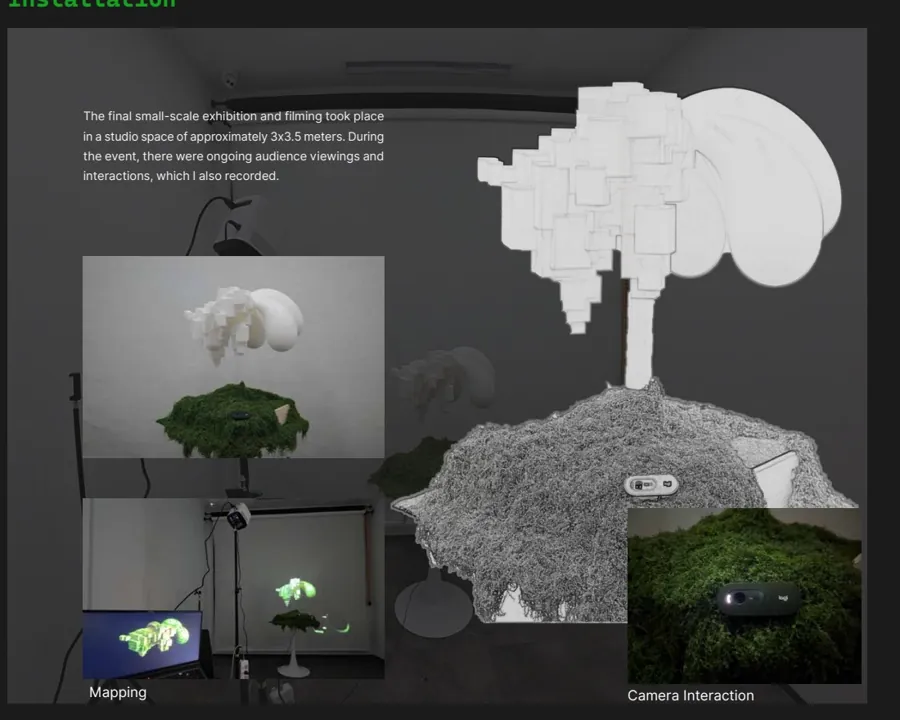 Installation
The final small-scale exhibition and filming took place
in a studio space of approximately 3x3.5 meters. During
the event, there were ongoing audience viewings and
interactions, which I also recorded.
logi
Mapping
Camera Interaction